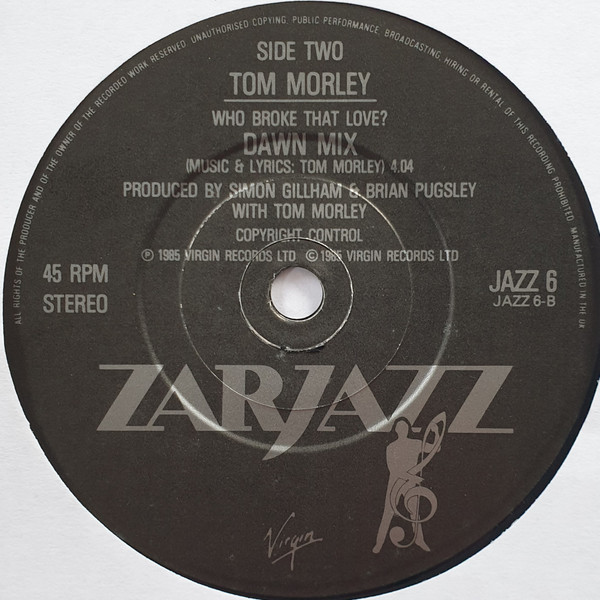 ALL RIGHTS OF THE PRODUCER AND OF THE OWNER OF THE RECORDED WORK RESERVED. UNAUTHORISED COPYING, PUBLIC PERFORMANCE, BROADCASTING, HIRING OR RENTAL OF THIS RECORDING PROHIBITED. MANUFACTURED IN THE UK
SIDE TWO
TOM MORLEY
WHO BROKE THAT LOVE?
DAWN MIX
(MUSIC & LYRICS: TOM MORLEY) 4.04
PRODUCED BY SIMON GILLHAM & BRIAN PUGSLEY
WITH TOM MORLEY
COPYRIGHT CONTROL
℗ 1985 VIRGIN RECORDS LTD © 1985 VIRGIN RECORDS LTD
45 RPM
STEREO
JAZZ 6
JAZZ 6-B
ZARJAZZ
Virgin